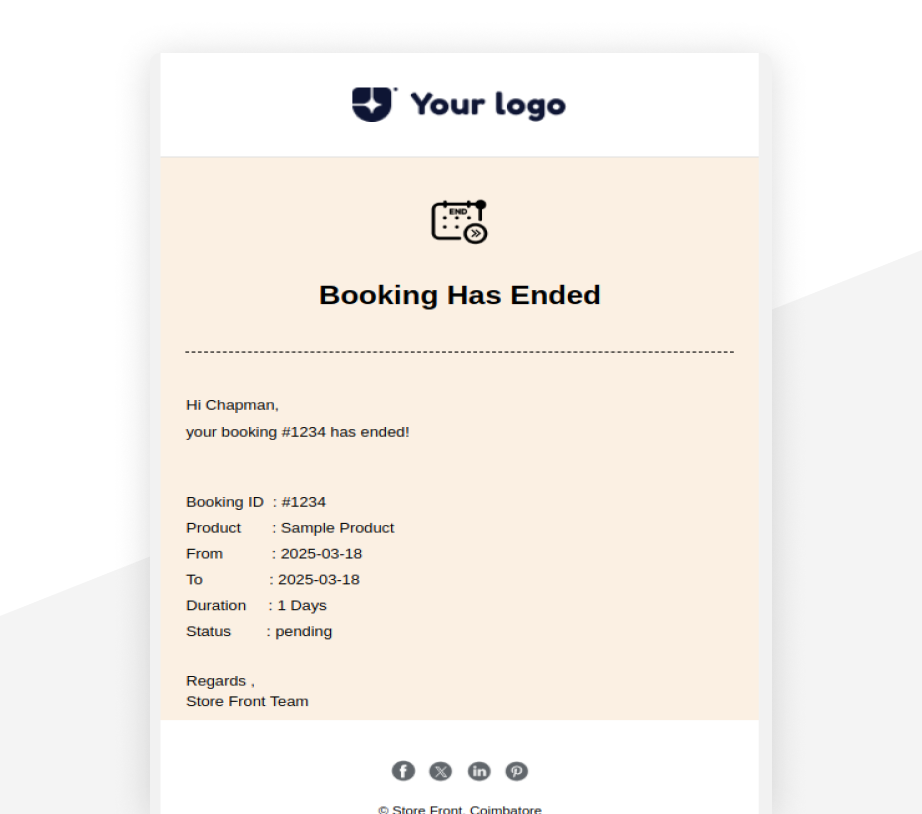 Your logo
END
Booking Has Ended
Hi Chapman,
your booking #1234 has ended!
Booking ID : #1234
Product : Sample Product
From : 2025-03-18
To : 2025-03-18
Duration : 1 Days
Status : pending
Regards ,
Store Front Team
© Store Front, Coimbatore